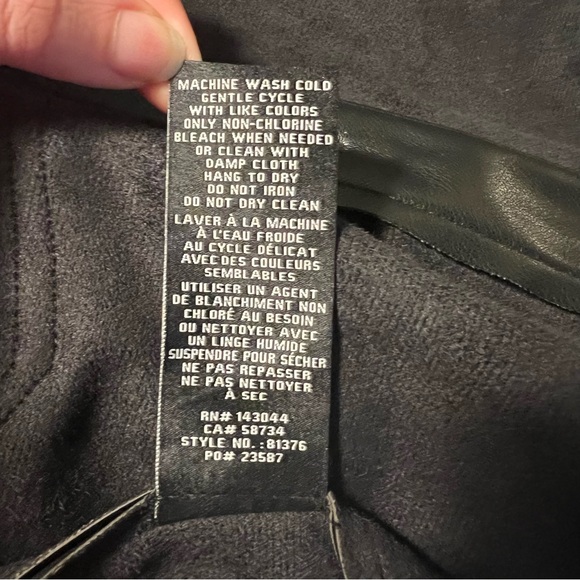 MACHINE WASH COLD
GENTLE CYCLE
WITH LIKE COLORS
ONLY NON-CHLORINE
BLEACH WHEN NEEDED
OR CLEAN WITH
DAMP CLOTH
HANG TO DRY
DO NOT IRON
DO NOT DRY CLEAN
LAVER À LA MACHINE
À L'EAU FROIDE
AU CYCLE DÉLICAT
AVEC DES COULEURS
SEMBLABLES
UTILISER UN AGENT
DE BLANCHIMENT NON
CHLORÉ AU BESOIN
OU NETTOYER AVEC
UN LINGE HUMIDE
SUSPENDRE POUR SÉCHER
NE PAS REPASSER
NE PAS NETTOYER
À SEC
RN# 143044
CA# 58734
STYLE NO. :81376
PO# 23587